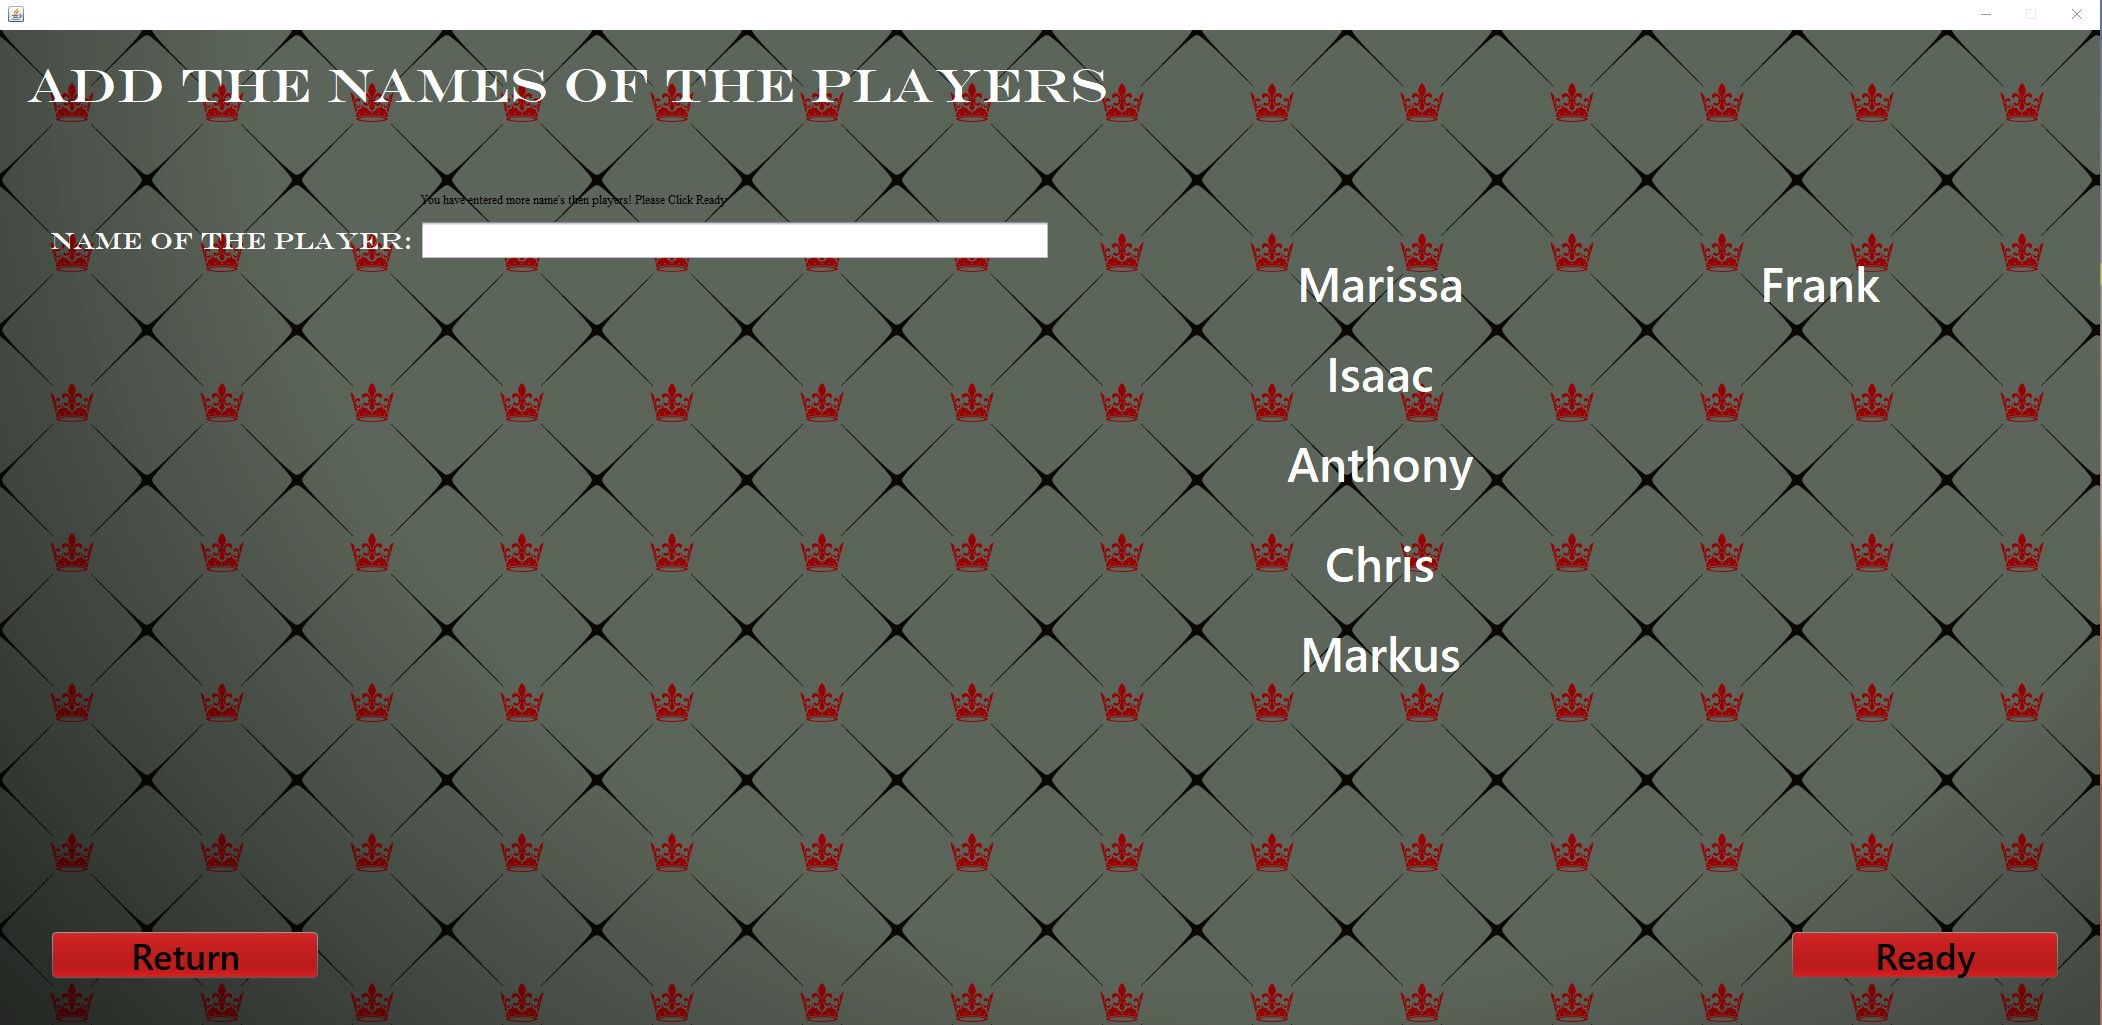 ADD THE NAMES OF THE PLAYERS
You have entered more name's then players! Please Click Ready
NAME OF THE PLAYER:
Marissa
Frank
Isaac
Anthony
Chris
Markus
Return
Ready